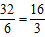 32/6 = 16/3